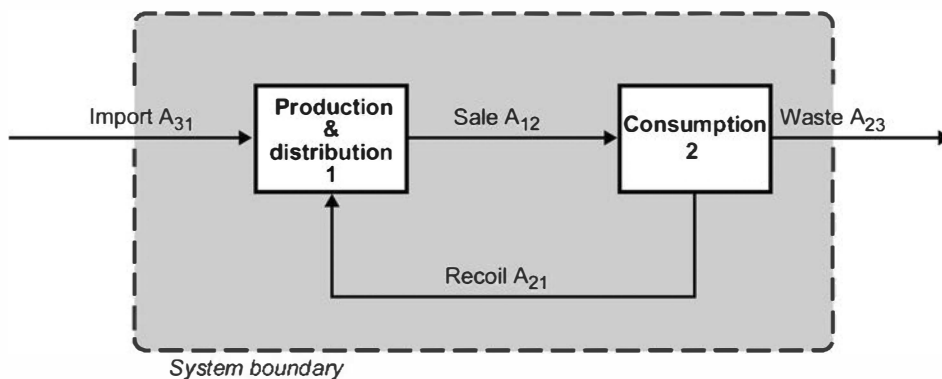 Import A31
Production
&
distribution
1
Sale A12
Consumption
2
Waste A23
Recoil A21
System boundary